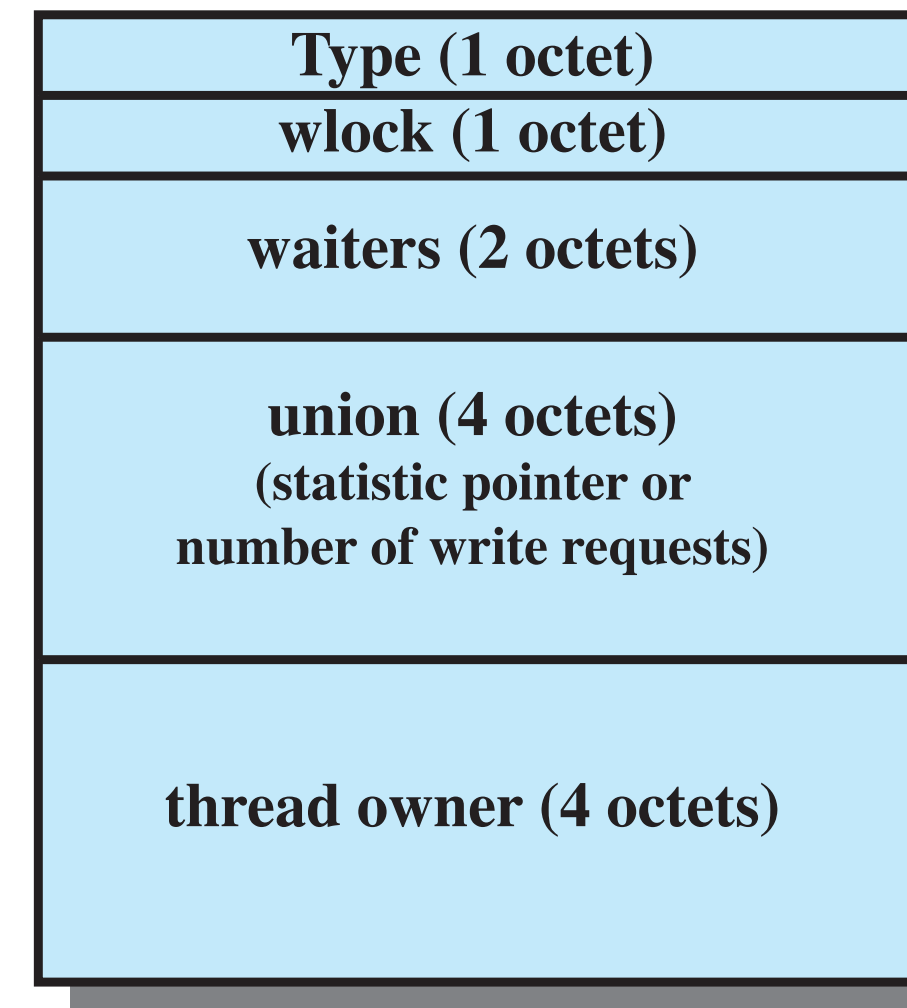 Type (1 octet)
wlock (1 octet)
waiters (2 octets)
union (4 octets)
(statistic pointer or
number of write requests)
thread owner (4 octets)